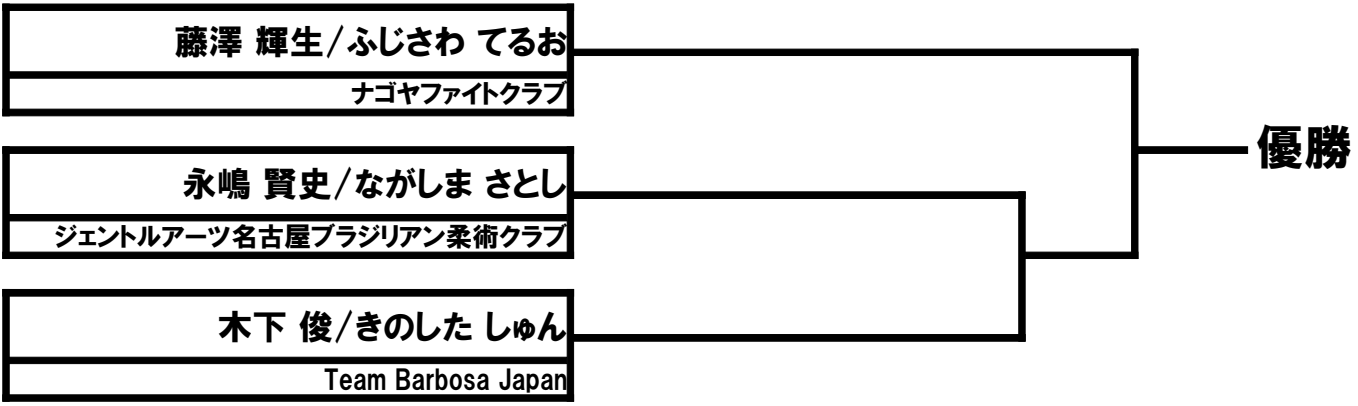 藤澤 輝生/ふじさわ てるお
ナゴヤファイトクラブ
優勝
永嶋 賢史/ながしま さとし
ジェントルアーツ名古屋ブラジリアン柔術クラブ
木下 俊/きのした しゅん
Team Barbosa Japan